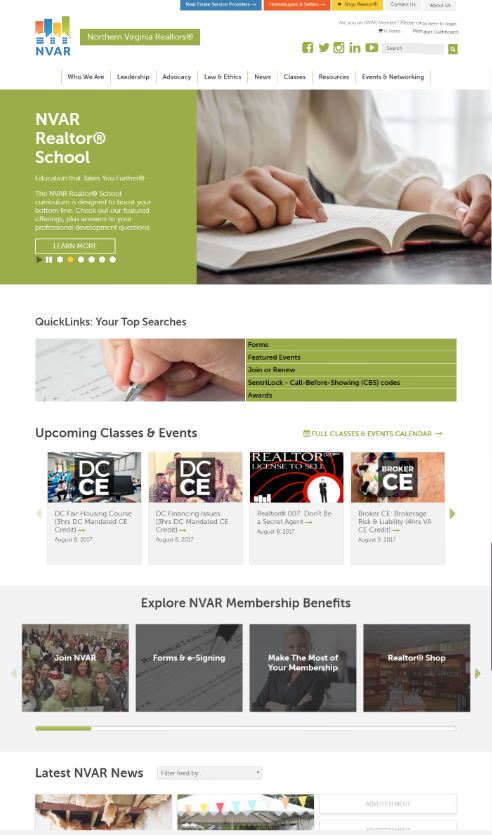 Real Estate Service Providers → Homebuyers & Sellers → Shop Realtor® Contact Us About Us
Are you an NVAR Member? Please click here to login
0 Items
NVAR
Northern Virginia Realtors®
Search
Who We Are Leadership Advocacy Law & Ethics News Classes Resources Events & Networking
NVAR
Realtor®
School
Education that Takes You Further®
The NVAR Realtor® School
curriculum is designed to boost your
bottom line. Check out our featured
offerings, plus answers to your
professional development questions.
LEARN MORE
QuickLinks: Your Top Searches
Forms
Featured Events
Join or Renew
SentriLock - Call-Before-Showing (CBS) codes
Awards
Upcoming Classes & Events
FULL CLASSES & EVENTS CALENDAR →
DC
CE
DC
CE
REALTOR
LICENSE TO SELL
BROKER
CE
DC Fair Housing Course
(3hrs DC Mandated CE
Credit) →
August 8, 2017
DC Financing Issues
(3hrs DC Mandated CE
Credit) →
August 8, 2017
Realtor® 007: Don't Be
a Secret Agent →
August 8, 2017
Broker CE: Brokerage
Risk & Liability (4hrs VA
CE Credit) →
August 9, 2017
Explore NVAR Membership Benefits
Join NVAR
Forms & e-Signing
Make The Most of
Your Membership
Realtor® Shop
Latest NVAR News
Filter feed by...
ADVERTISEMENT
ADVERTISEMENT